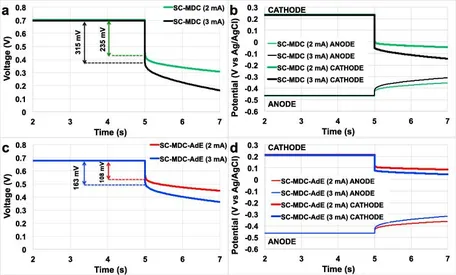 a
SC-MDC (2 mA)
SC-MDC (3 mA)
Voltage (V)
0.8
0.7
0.6
0.5
0.4
0.3
0.2
0.1
0
315 mV
235 mV
2 3 4 5 6 7
Time (s)
b
CATHODE
Potential (V vs Ag/AgCl)
0.3
0.2
0.1
0
-0.1
-0.2
-0.3
-0.4
-0.5
-0.6
SC-MDC (2 mA) ANODE
SC-MDC (3 mA) ANODE
SC-MDC (2 mA) CATHODE
SC-MDC (3 mA) CATHODE
ANODE
2 3 4 5 6 7
Time (s)
c
SC-MDC-AdE (2 mA)
SC-MDC-AdE (3 mA)
Voltage (V)
0.8
0.7
0.6
0.5
0.4
0.3
0.2
0.1
0
163 mV
108 mV
2 3 4 5 6 7
Time (s)
d
CATHODE
Potential (V vs Ag/AgCl)
0.3
0.2
0.1
0
-0.1
-0.2
-0.3
-0.4
-0.5
-0.6
SC-MDC-AdE (2 mA) ANODE
SC-MDC-AdE (3 mA) ANODE
SC-MDC-AdE (2 mA) CATHODE
SC-MDC-AdE (3 mA) CATHODE
ANODE
2 3 4 5 6 7
Time (s)